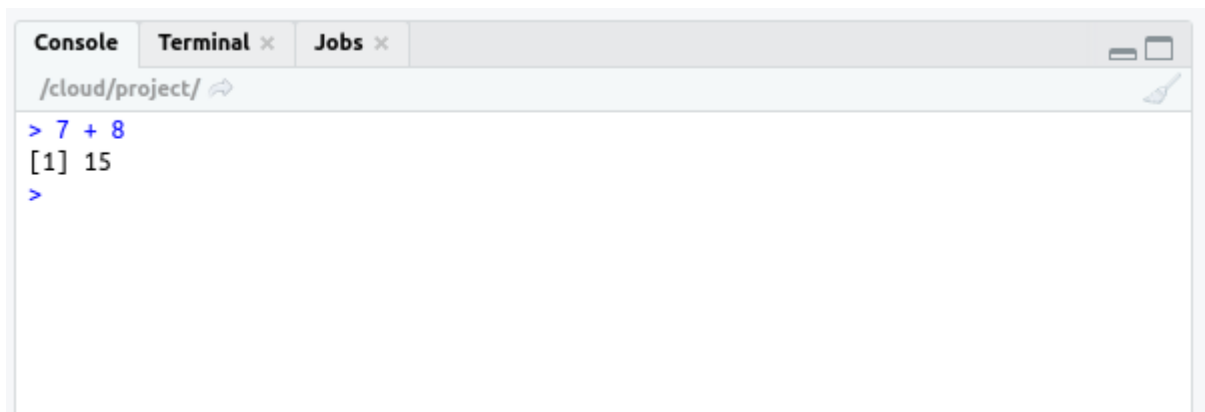 Console Terminal × Jobs ×
/cloud/project/
> 7 + 8
[1] 15
>